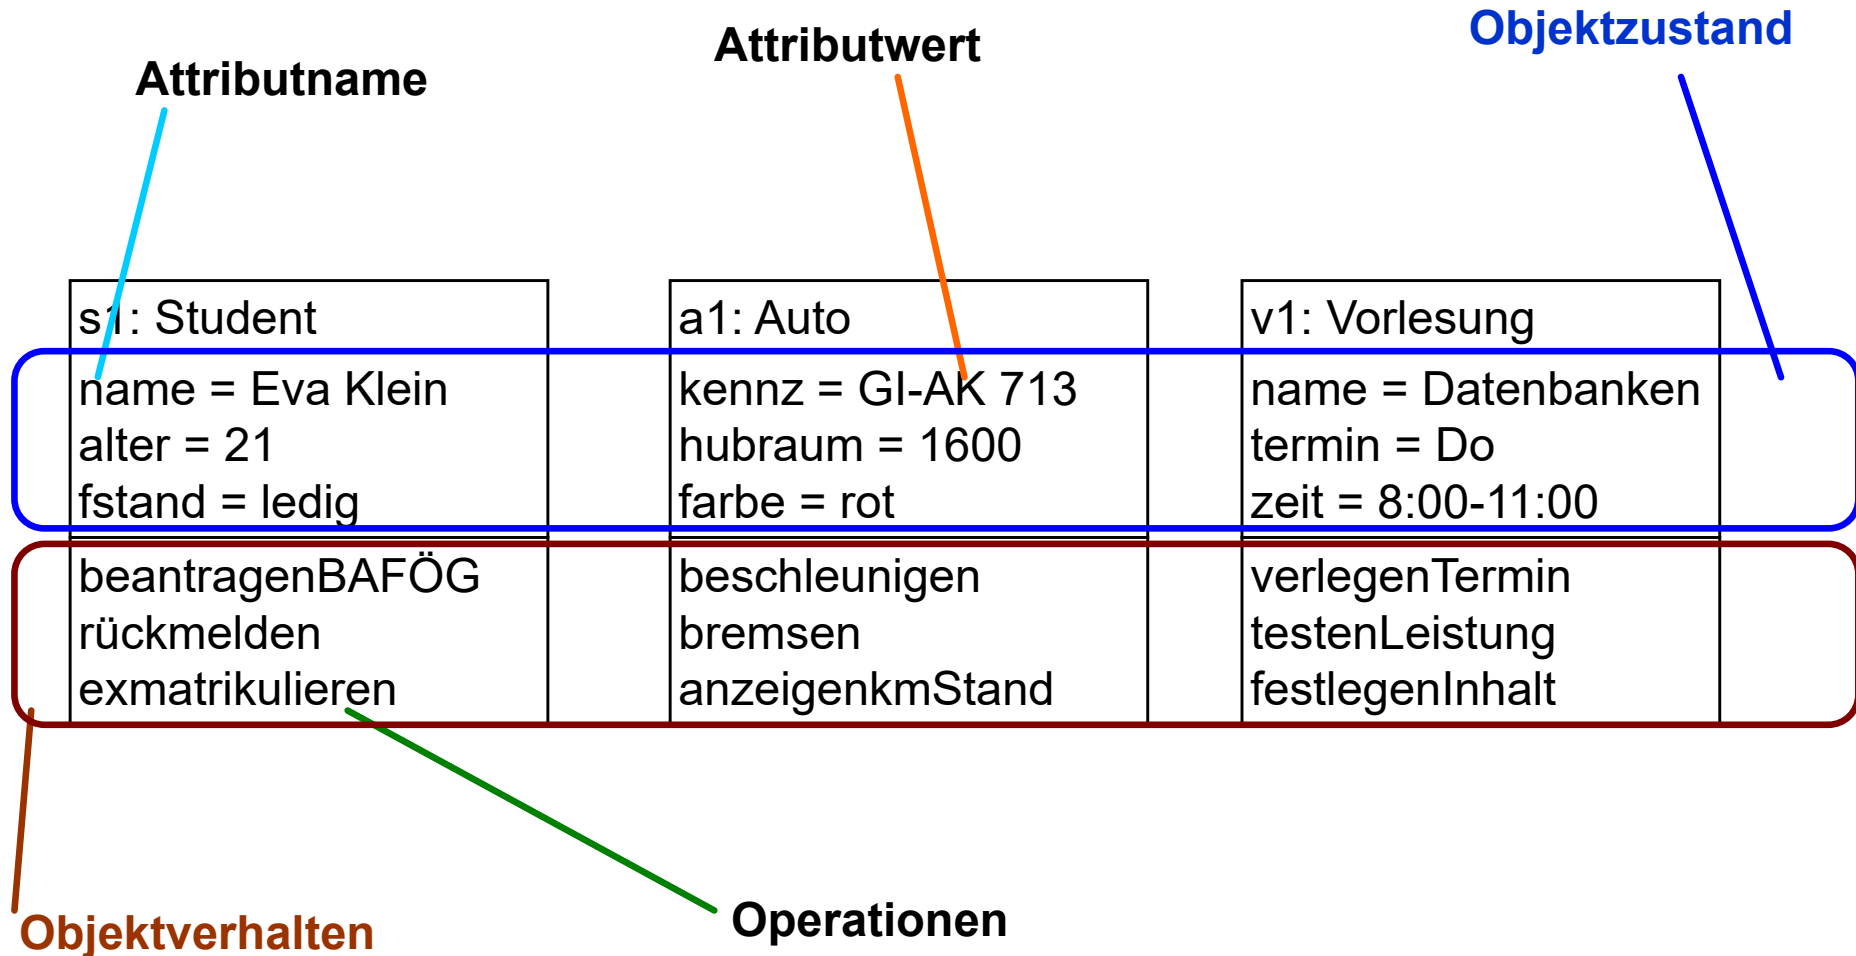 Objektzustand
Attributwert
Attributname
s1: Student
name = Eva Klein
alter = 21
fstand = ledig
beantragenBAFÖG
rückmelden
exmatrikulieren
a1: Auto
kennz = GI-AK 713
hubraum = 1600
farbe = rot
beschleunigen
bremsen
anzeigenkmStand
v1: Vorlesung
name = Datenbanken
termin = Do
zeit = 8:00-11:00
verlegenTermin
testenLeistung
festlegenInhalt
Objektverhalten
Operationen